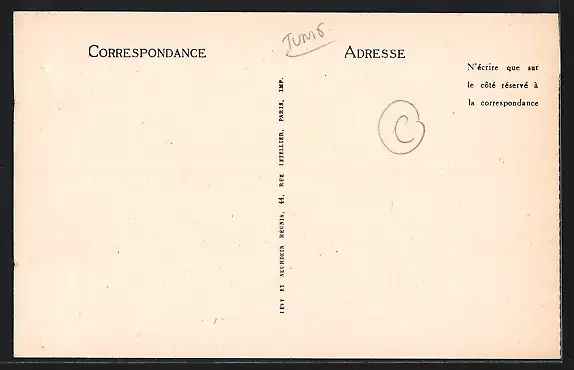 Tunis
CORRESPONDANCE
ADRESSE
N'écrire que sur
le côté réservé à
la correspondance
C
LÉVY ET NEURDEIN RÉUNIS, 44, RUE LETELLIER, PARIS, IMP.